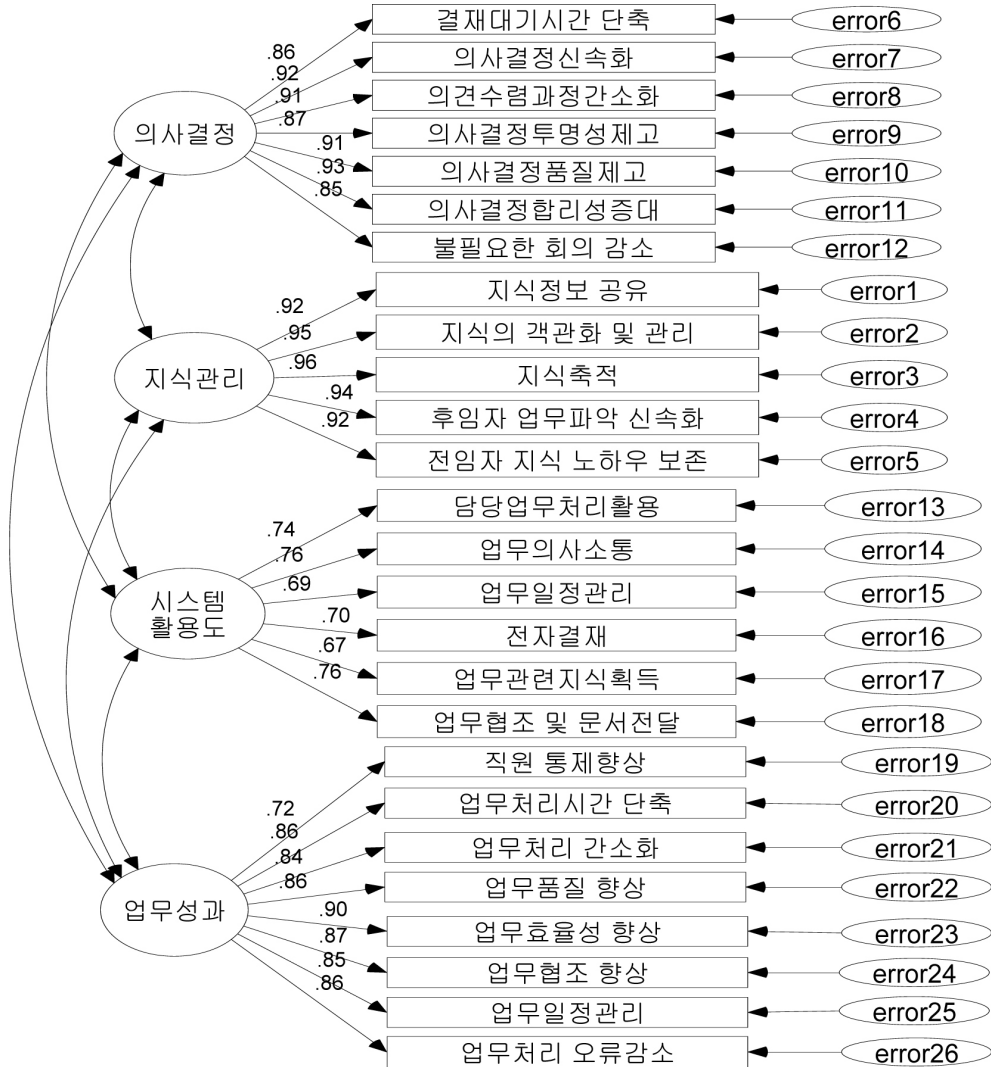 결재대기시간 단축
error6
.86
의사결정신속화
error7
.92
의견수렴과정간소화
error8
.91
의사결정
의사결정투명성제고
error9
.87
의사결정품질제고
error10
.91
의사결정합리성증대
error11
.93
불필요한 회의 감소
error12
.85
지식정보 공유
error1
.92
지식의 객관화 및 관리
error2
.95
지식관리
지식축적
error3
.96
후임자 업무파악 신속화
error4
.94
전임자 지식 노하우 보존
error5
.92
담당업무처리활용
error13
.74
업무의사소통
error14
.76
시스템
활용도
업무일정관리
error15
.69
전자결재
error16
.70
업무관련지식획득
error17
.67
업무협조 및 문서전달
error18
.76
직원 통제향상
error19
.72
업무처리시간 단축
error20
.86
업무처리 간소화
error21
.84
업무성과
업무품질 향상
error22
.86
업무효율성 향상
error23
.90
업무협조 향상
error24
.87
업무일정관리
error25
.85
업무처리 오류감소
error26
.86